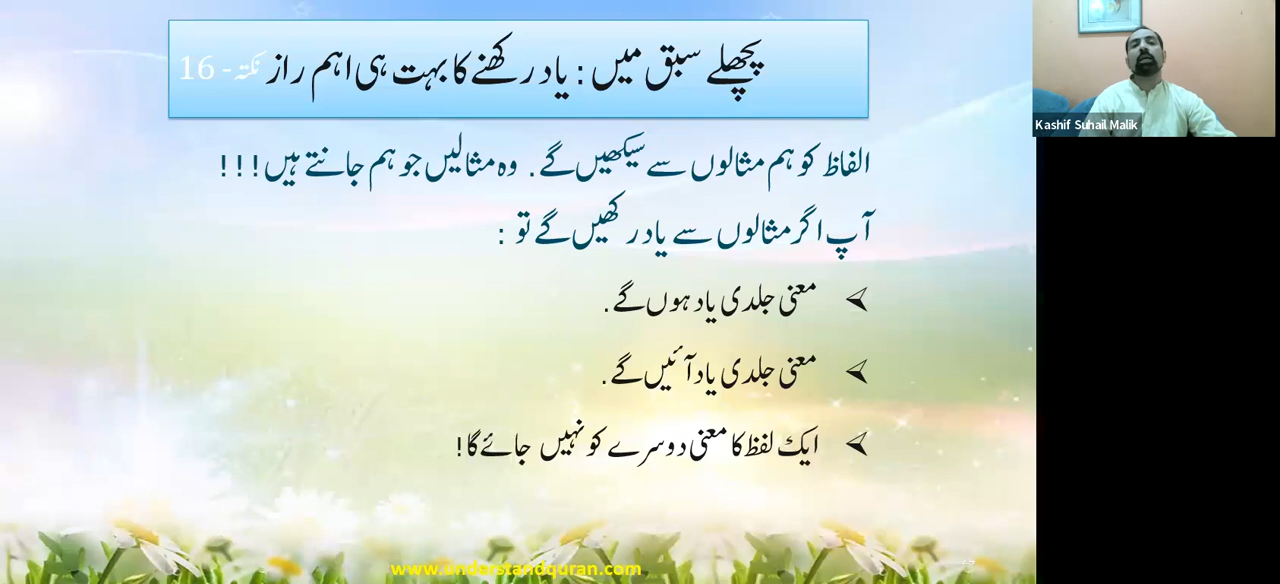 پچھلے سبق میں : یاد رکھنے کا بہت ہی اہم راز نکتہ - 16
Kashif Suhail Malik
الفاظ کو ہم مثالوں سے سیکھیں گے. وہ مثالیں جو ہم جانتے ہیں!!!
آپ اگر مثالوں سے یاد رکھیں گے تو :
معنی جلدی یاد ہوں گے.
معنی جلدی یاد آئیں گے.
ایک لفظ کا معنی دوسرے کو نہیں جائے گا!
www.understandquran.com